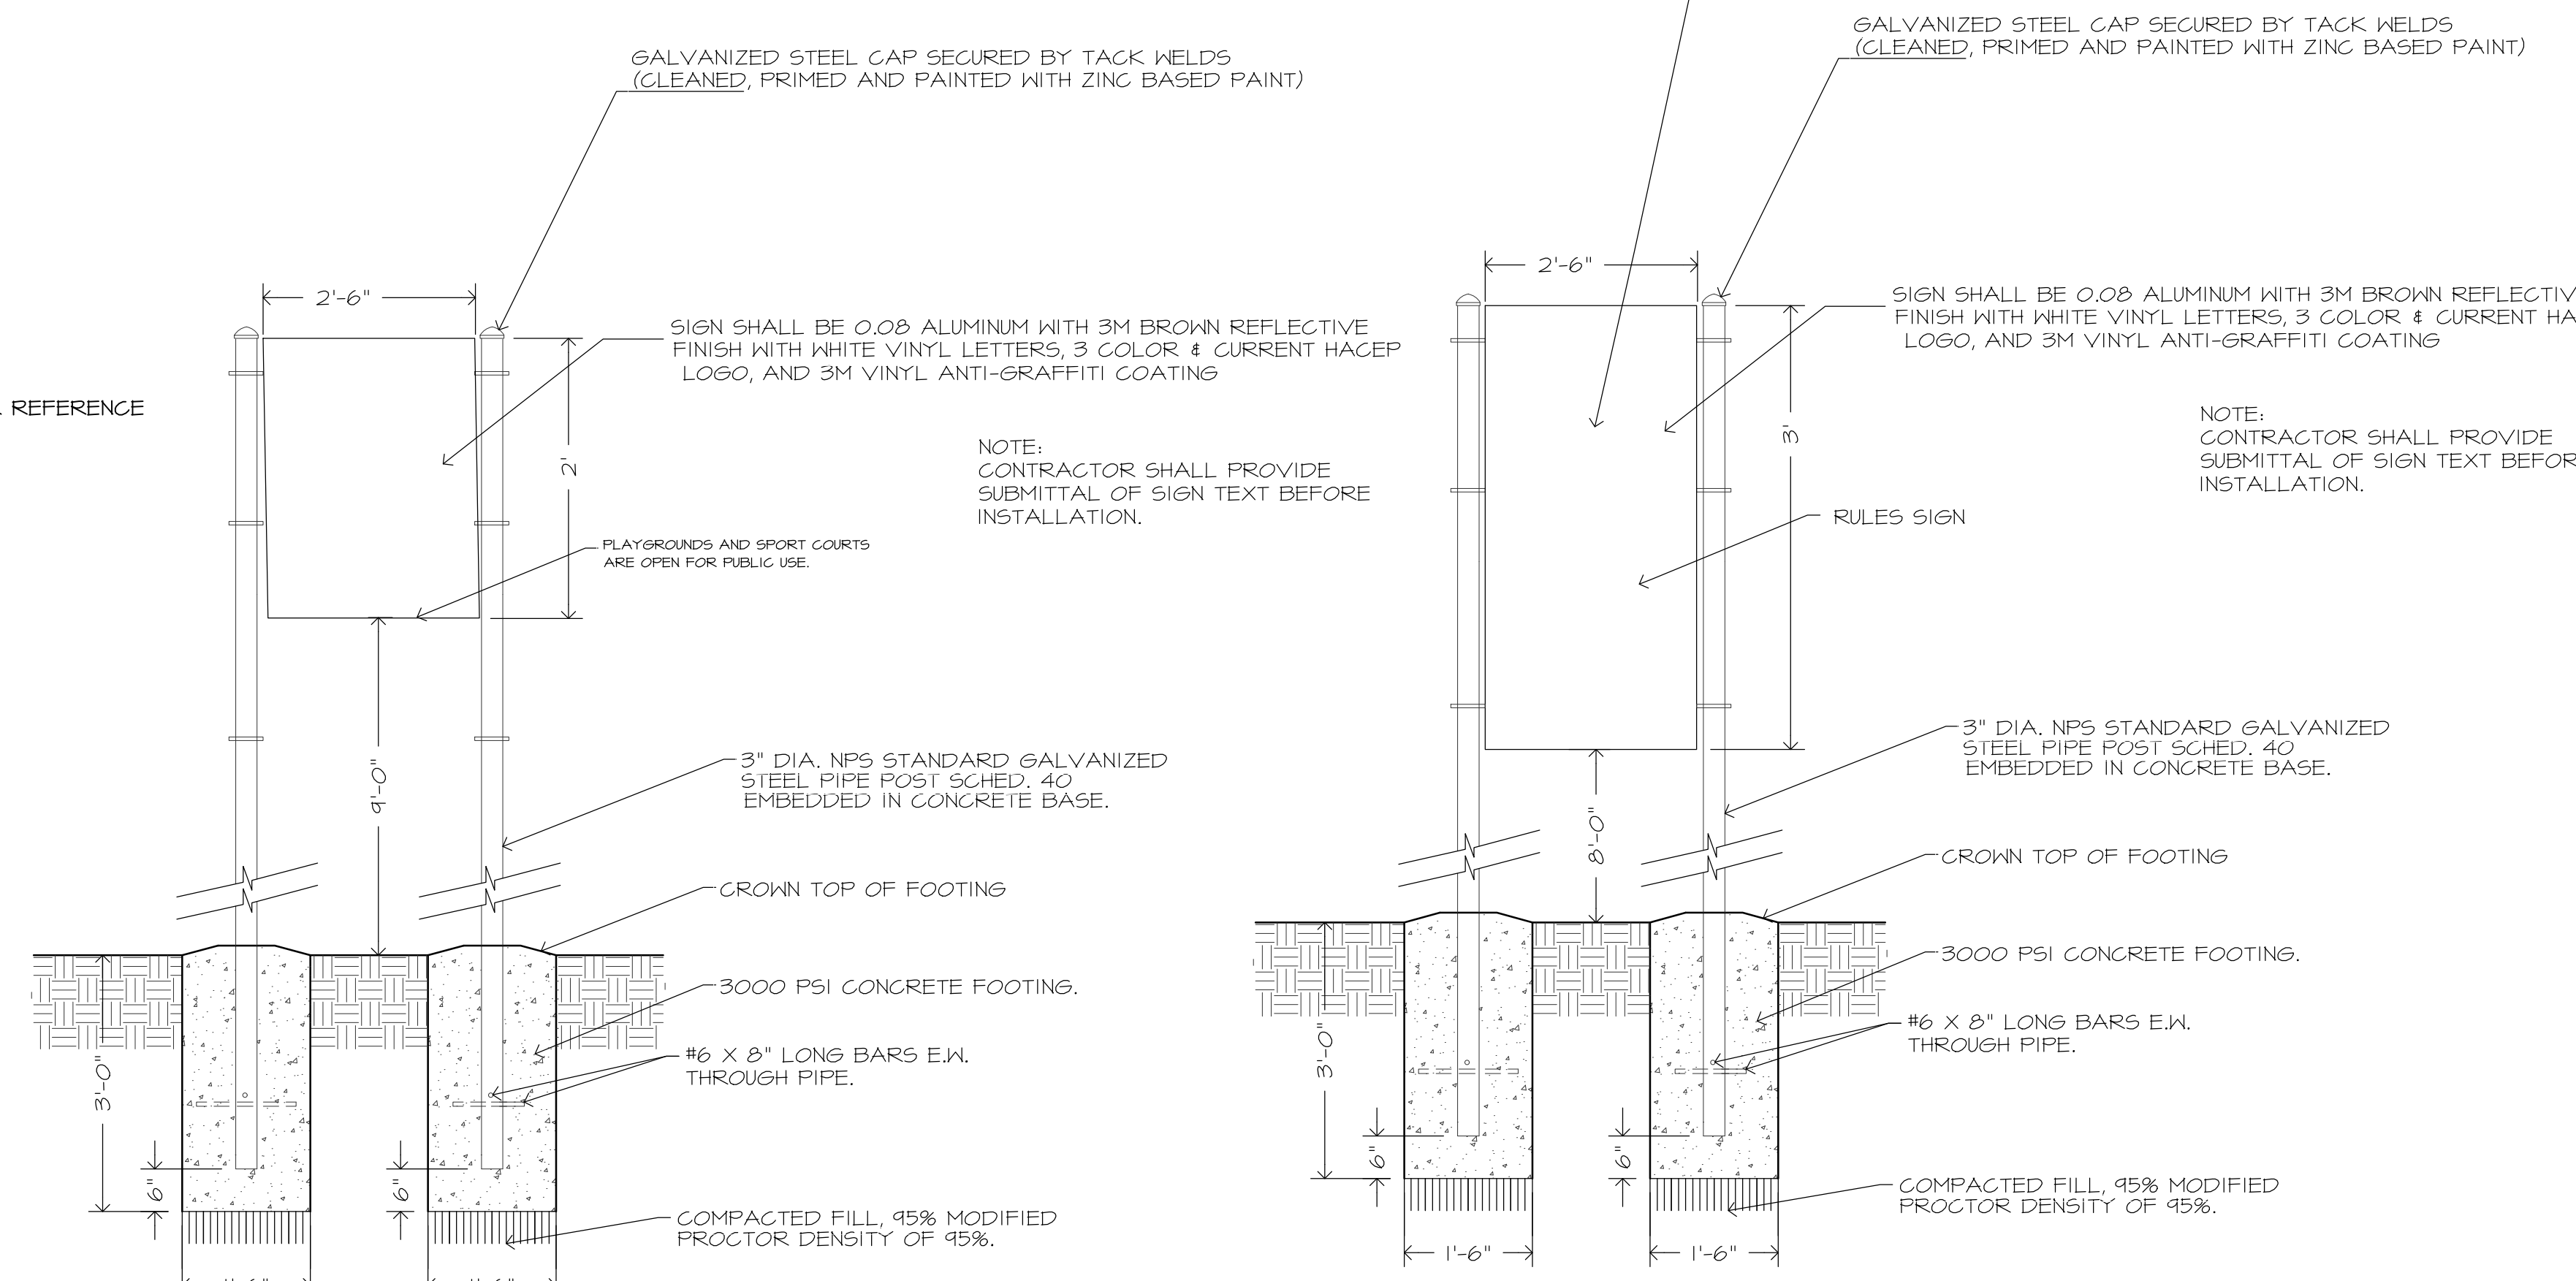 GALVANIZED STEEL CAP SECURED BY TACK WELDS
(CLEANED, PRIMED AND PAINTED WITH ZINC BASED PAINT)
2'-6"
SIGN SHALL BE 0.08 ALUMINUM WITH 3M BROWN REFLECTIVE
FINISH WITH WHITE VINYL LETTERS, 3 COLOR & CURRENT HACEP
LOGO, AND 3M VINYL ANTI-GRAFFITI COATING
REFERENCE
2'
NOTE:
CONTRACTOR SHALL PROVIDE
SUBMITTAL OF SIGN TEXT BEFORE
INSTALLATION.
PLAYGROUNDS AND SPORT COURTS
ARE OPEN FOR PUBLIC USE.
9'-0"
3" DIA. NPS STANDARD GALVANIZED
STEEL PIPE POST SCHED. 40
EMBEDDED IN CONCRETE BASE.
CROWN TOP OF FOOTING
3000 PSI CONCRETE FOOTING.
#6 X 8" LONG BARS E.W.
THROUGH PIPE.
3'-0"
6"
6"
COMPACTED FILL, 95% MODIFIED
PROCTOR DENSITY OF 95%.
GALVANIZED STEEL CAP SECURED BY TACK WELDS
(CLEANED, PRIMED AND PAINTED WITH ZINC BASED PAINT)
2'-6"
SIGN SHALL BE 0.08 ALUMINUM WITH 3M BROWN REFLECTIV
FINISH WITH WHITE VINYL LETTERS, 3 COLOR & CURRENT HA
LOGO, AND 3M VINYL ANTI-GRAFFITI COATING
3'
NOTE:
CONTRACTOR SHALL PROVIDE
SUBMITTAL OF SIGN TEXT BEFOR
INSTALLATION.
RULES SIGN
3" DIA. NPS STANDARD GALVANIZED
STEEL PIPE POST SCHED. 40
EMBEDDED IN CONCRETE BASE.
8'-0"
CROWN TOP OF FOOTING
3000 PSI CONCRETE FOOTING.
#6 X 8" LONG BARS E.W.
THROUGH PIPE.
3'-0"
6"
6"
COMPACTED FILL, 95% MODIFIED
PROCTOR DENSITY OF 95%.
1'-6"
1'-6"